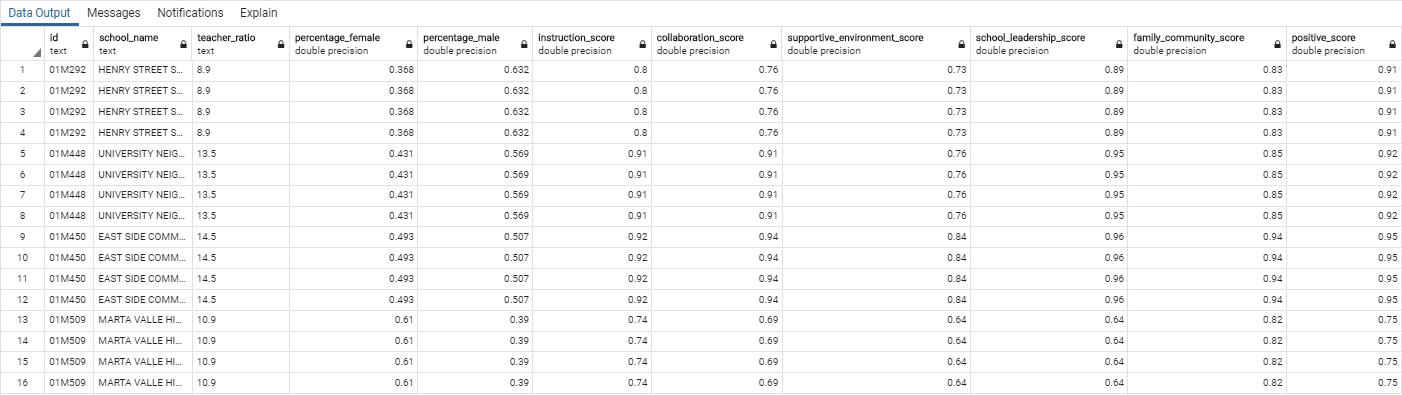 Data Output Messages Notifications Explain
id school_name teacher_ratio percentage_female percentage_male instruction_score collaboration_score supportive_environment_score school_leadership_score family_community_score positive_score
text text text double precision double precision double precision double precision double precision double precision double precision double precision
1 01M292 HENRY STREET S... 8.9 0.368 0.632 0.8 0.76 0.73 0.89 0.83 0.91
2 01M292 HENRY STREET S... 8.9 0.368 0.632 0.8 0.76 0.73 0.89 0.83 0.91
3 01M292 HENRY STREET S... 8.9 0.368 0.632 0.8 0.76 0.73 0.89 0.83 0.91
4 01M292 HENRY STREET S... 8.9 0.368 0.632 0.8 0.76 0.73 0.89 0.83 0.91
5 01M448 UNIVERSITY NEIG... 13.5 0.431 0.569 0.91 0.91 0.76 0.95 0.85 0.92
6 01M448 UNIVERSITY NEIG... 13.5 0.431 0.569 0.91 0.91 0.76 0.95 0.85 0.92
7 01M448 UNIVERSITY NEIG... 13.5 0.431 0.569 0.91 0.91 0.76 0.95 0.85 0.92
8 01M448 UNIVERSITY NEIG... 13.5 0.431 0.569 0.91 0.91 0.76 0.95 0.85 0.92
9 01M450 EAST SIDE COMM... 14.5 0.493 0.507 0.92 0.94 0.84 0.96 0.94 0.95
10 01M450 EAST SIDE COMM... 14.5 0.493 0.507 0.92 0.94 0.84 0.96 0.94 0.95
11 01M450 EAST SIDE COMM... 14.5 0.493 0.507 0.92 0.94 0.84 0.96 0.94 0.95
12 01M450 EAST SIDE COMM... 14.5 0.493 0.507 0.92 0.94 0.84 0.96 0.94 0.95
13 01M509 MARTA VALLE HI... 10.9 0.61 0.39 0.74 0.69 0.64 0.64 0.82 0.75
14 01M509 MARTA VALLE HI... 10.9 0.61 0.39 0.74 0.69 0.64 0.64 0.82 0.75
15 01M509 MARTA VALLE HI... 10.9 0.61 0.39 0.74 0.69 0.64 0.64 0.82 0.75
16 01M509 MARTA VALLE HI... 10.9 0.61 0.39 0.74 0.69 0.64 0.64 0.82 0.75